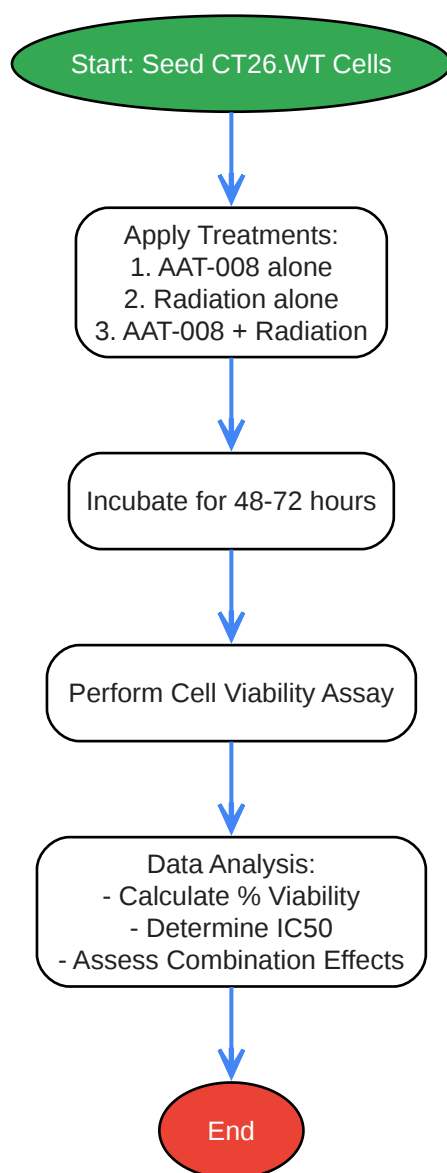 Start: Seed CT26.WT Cells
Apply Treatments:
1. AAT-008 alone
2. Radiation alone
3. AAT-008 + Radiation
Incubate for 48-72 hours
Perform Cell Viability Assay
Data Analysis:
- Calculate % Viability
- Determine IC50
- Assess Combination Effects
End